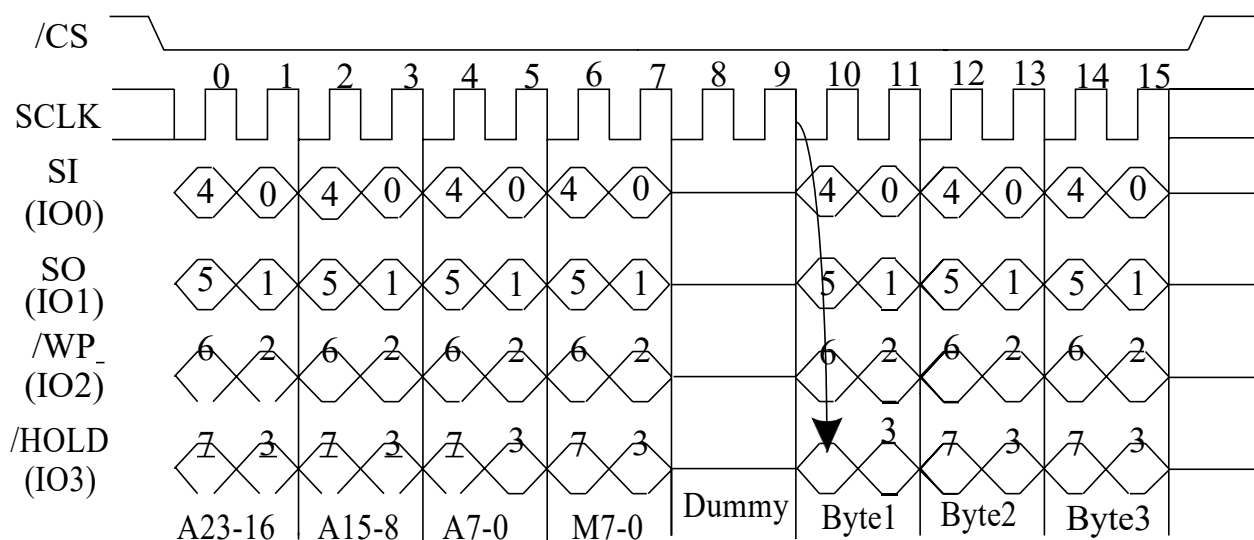 /CS
0 1 2 3 4 5 6 7 8 9 10 11 12 13 14 15
SCLK
SI
(IO0)
4 0 4 0 4 0 4 0 4 0 4 0 4 0
SO
(IO1)
5 1 5 1 5 1 5 1 5 1 5 1 5 1
/WP_
(IO2)
6 2 6 2 6 2 6 2 6 2 6 2 6 2
/HOLD
(IO3)
7 3 7 3 7 3 7 3 3 7 3 7 3
A23-16 A15-8 A7-0 M7-0 Dummy Byte1 Byte2 Byte3